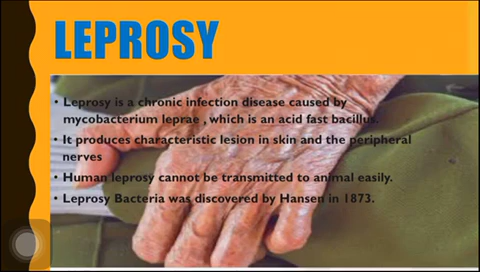 LEPROSY
• Leprosy is a chronic infection disease caused by
mycobacterium leprae , which is an acid fast bacillus.
• It produces characteristic lesion in skin and the peripheral
nerves
• Human leprosy cannot be transmitted to animal easily.
• Leprosy Bacteria was discovered by Hansen in 1873.